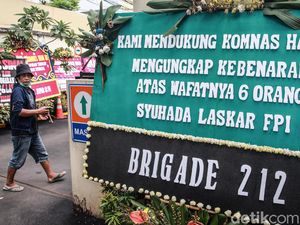 KAMI MENDUKUNG KOMNAS HA
MENGUNGKAP KEBENARA
ATAS WAFATNYA 6 ORANG
SYUHADA LASKAR FPI
BRIGADE 212
MAS
detikcom